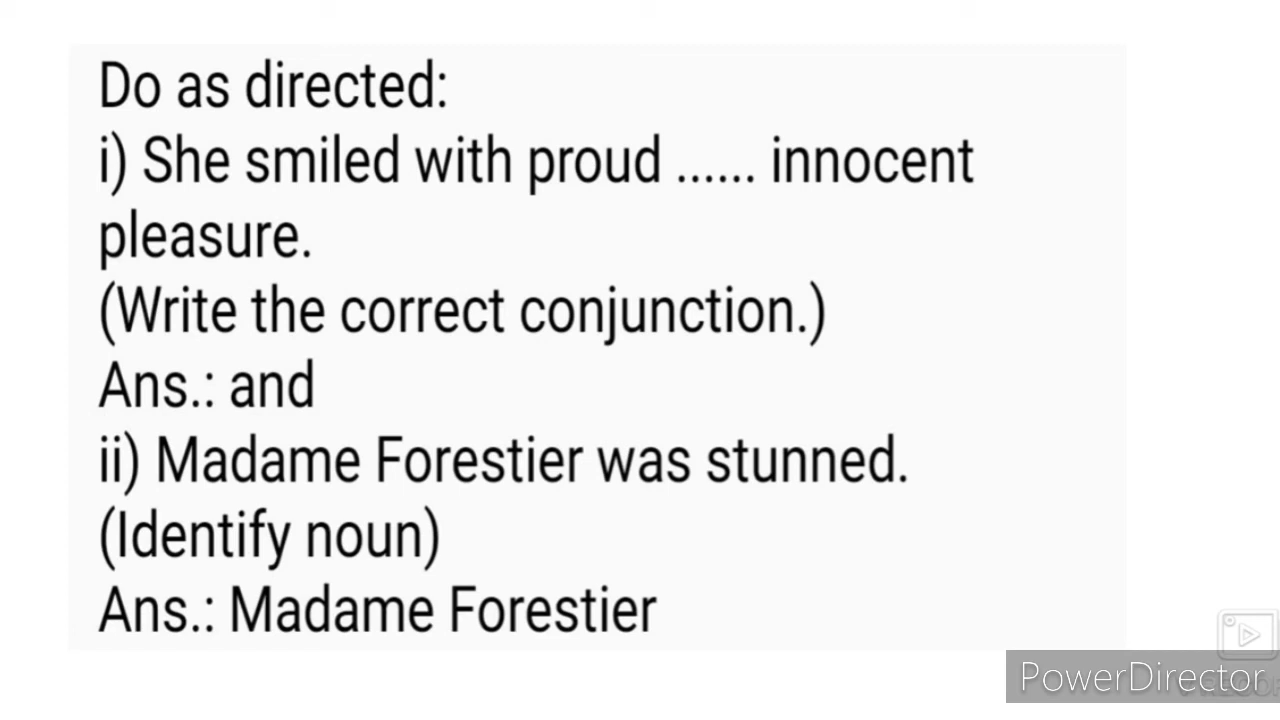 Do as directed:
i) She smiled with proud ...... innocent
pleasure.
(Write the correct conjunction.)
Ans.: and
ii) Madame Forestier was stunned.
(Identify noun)
Ans.: Madame Forestier
PowerDirector